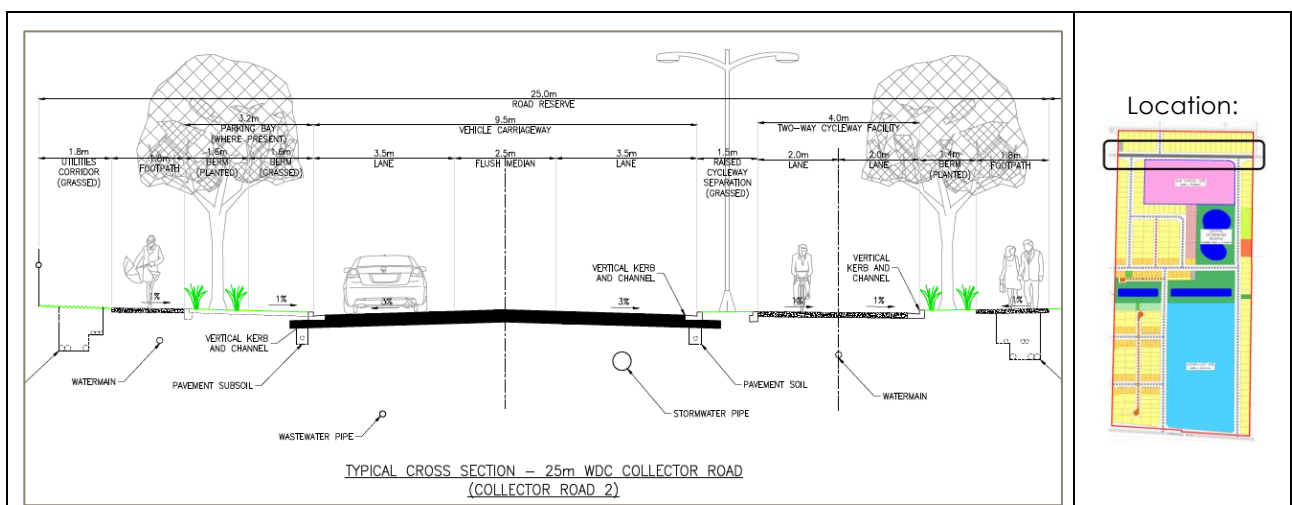 25.0m
ROAD RESERVE
3.2m
PARKING BAY
(WHERE PRESENT)
9.5m
VEHICLE CARRIAGEWAY
4.0m
TWO-WAY CYCLEWAY FACILITY
1.8m
UTILITIES
CORRIDOR
(GRASSED)
1.8m
FOOTPATH
1.6m
BERM
(PLANTED)
1.6m
BERM
(GRASSED)
3.5m
LANE
2.5m
FLUSH MEDIAN
3.5m
LANE
1.5m
RAISED
CYCLEWAY
SEPARATION
(GRASSED)
2.0m
LANE
2.0m
LANE
1.4m
BERM
(PLANTED)
1.8m
FOOTPATH
VERTICAL KERB
AND CHANNEL
VERTICAL
KERB AND
CHANNEL
1%
1%
3%
3%
1%
1%
1%
VERTICAL KERB
AND CHANNEL
WATERMAIN
PAVEMENT SUBSOIL
WASTEWATER PIPE
STORMWATER PIPE
PAVEMENT SOIL
WATERMAIN
TYPICAL CROSS SECTION – 25m WDC COLLECTOR ROAD
(COLLECTOR ROAD 2)
Location: